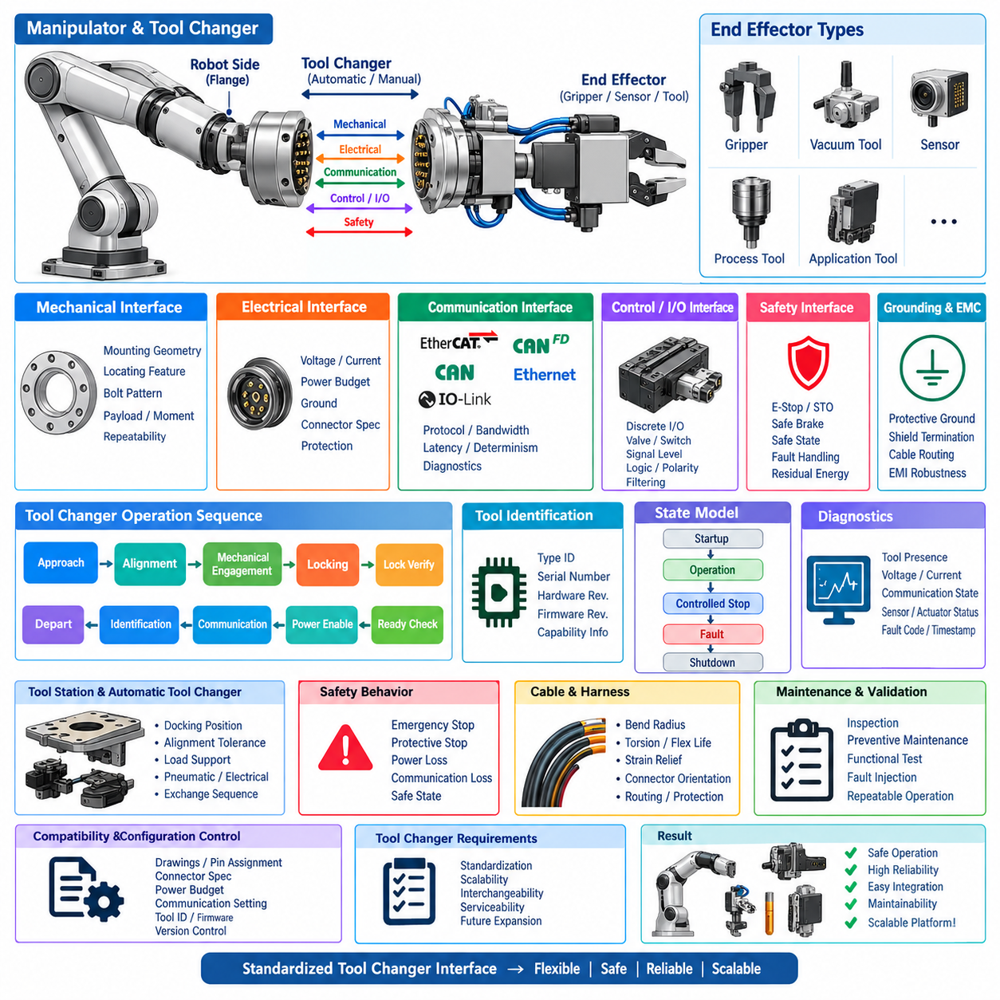 Manipulator & Tool Changer
Robot Side
(Flange)
Tool Changer
(Automatic / Manual)
End Effector
(Gripper / Sensor / Tool)
Mechanical
Electrical
Communication
Control / I/O
Safety
End Effector Types
Gripper
Vacuum Tool
Sensor
Process Tool
Application Tool
...
Mechanical Interface
Mounting Geometry
Locating Feature
Bolt Pattern
Payload / Moment
Repeatability
Electrical Interface
Voltage / Current
Power Budget
Ground
Connector Spec
Protection
Communication Interface
EtherCAT
CAN FD
CAN
Ethernet
IO-Link
Protocol / Bandwidth
Latency / Determinism
Diagnostics
Control / I/O Interface
Discrete I/O
Valve / Switch
Signal Level
Logic / Polarity
Filtering
Safety Interface
E-Stop / STO
Safe Brake
Safe State
Fault Handling
Residual Energy
Grounding & EMC
Protective Ground
Shield Termination
Cable Routing
EMI Robustness
Tool Changer Operation Sequence
Approach
Alignment
Mechanical
Engagement
Locking
Lock Verify
Depart
Identification
Communication
Power Enable
Ready Check
Tool Identification
Type ID
Serial Number
Hardware Rev.
Firmware Rev.
Capability Info
State Model
Startup
Operation
Controlled Stop
Fault
Shutdown
Diagnostics
Tool Presence
Voltage / Current
Communication State
Sensor / Actuator Status
Fault Code / Timestamp
Tool Station & Automatic Tool Changer
• Docking Position
• Alignment Tolerance
• Load Support
• Pneumatic / Electrical
• Exchange Sequence
Safety Behavior
Emergency Stop
Protective Stop
Power Loss
Communication Loss
Safe State
Cable & Harness
• Bend Radius
• Torsion / Flex Life
• Strain Relief
• Connector Orientation
• Routing / Protection
Maintenance & Validation
Inspection
Preventive Maintenance
Functional Test
Fault Injection
Repeatable Operation
Compatibility &Configuration Control
Drawings / Pin Assignment
Connector Spec
Power Budget
Communication Setting
Tool ID / Firmware
Version Control
Tool Changer Requirements
Standardization
Scalability
Interchangeability
Serviceability
Future Expansion
Result
✓ Safe Operation
✓ High Reliability
✓ Easy Integration
✓ Maintainability
✓ Scalable Platform!
Standardized Tool Changer Interface → Flexible | Safe | Reliable | Scalable